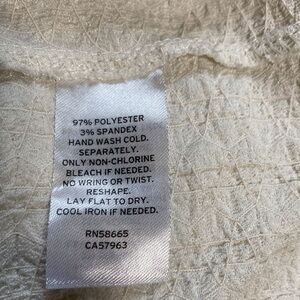 97% POLYESTER
3% SPANDEX
HAND WASH COLD.
SEPARATELY.
ONLY NON-CHLORINE
BLEACH IF NEEDED.
NO WRING OR TWIST.
RESHAPE.
LAY FLAT TO DRY.
COOL IRON IF NEEDED.
RN58665
CA57963